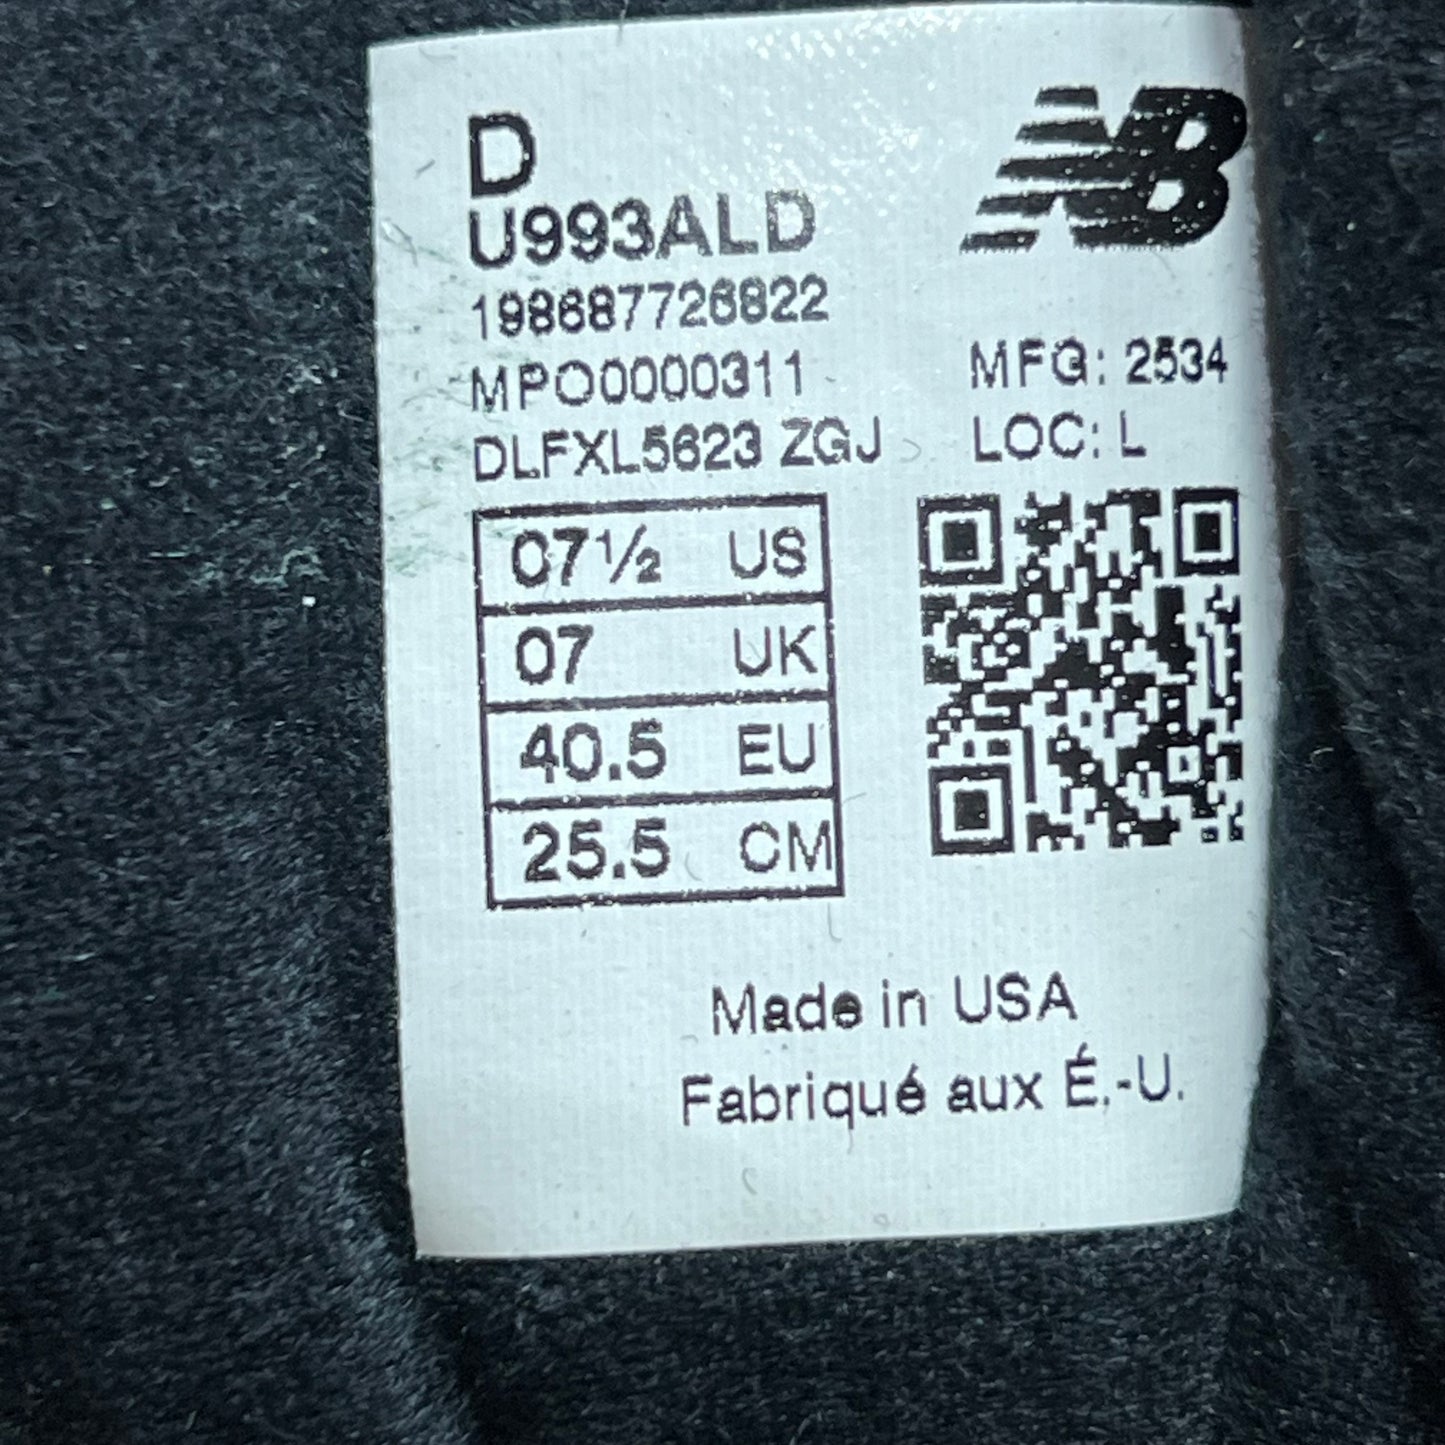 D
NB
U993ALD
198687726822
MPO0000311
MFG: 2534
DLFXL5623 ZGJ
LOC: L
07½ US
07 UK
40.5 EU
25.5 CM
Made in USA
Fabriqué aux É.-U.